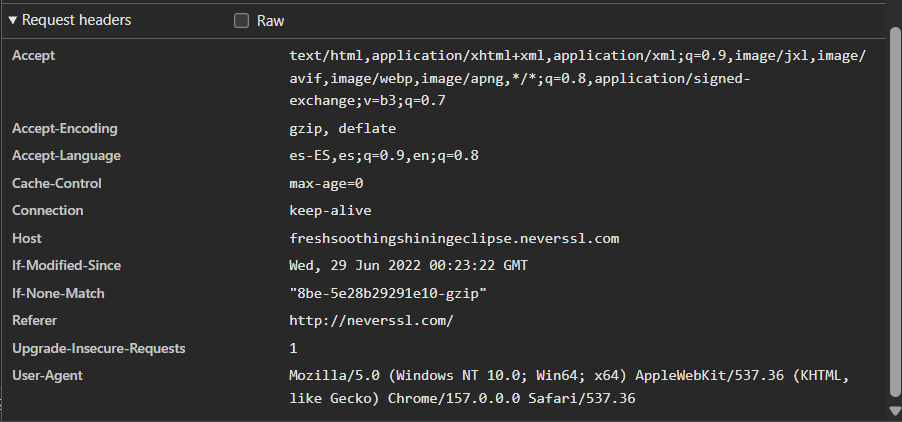 Request headers Raw
Accept text/html,application/xhtml+xml,application/xml;q=0.9,image/jxl,image/
avif,image/webp,image/apng,*/*;q=0.8,application/signed-
exchange;v=b3;q=0.7
Accept-Encoding gzip, deflate
Accept-Language es-ES,es;q=0.9,en;q=0.8
Cache-Control max-age=0
Connection keep-alive
Host freshsoothingshiningeclipse.neverssl.com
If-Modified-Since Wed, 29 Jun 2022 00:23:22 GMT
If-None-Match "8be-5e28b29291e10-gzip"
Referer http://neverssl.com/
Upgrade-Insecure-Requests 1
User-Agent Mozilla/5.0 (Windows NT 10.0; Win64; x64) AppleWebKit/537.36 (KHTML,
like Gecko) Chrome/157.0.0.0 Safari/537.36